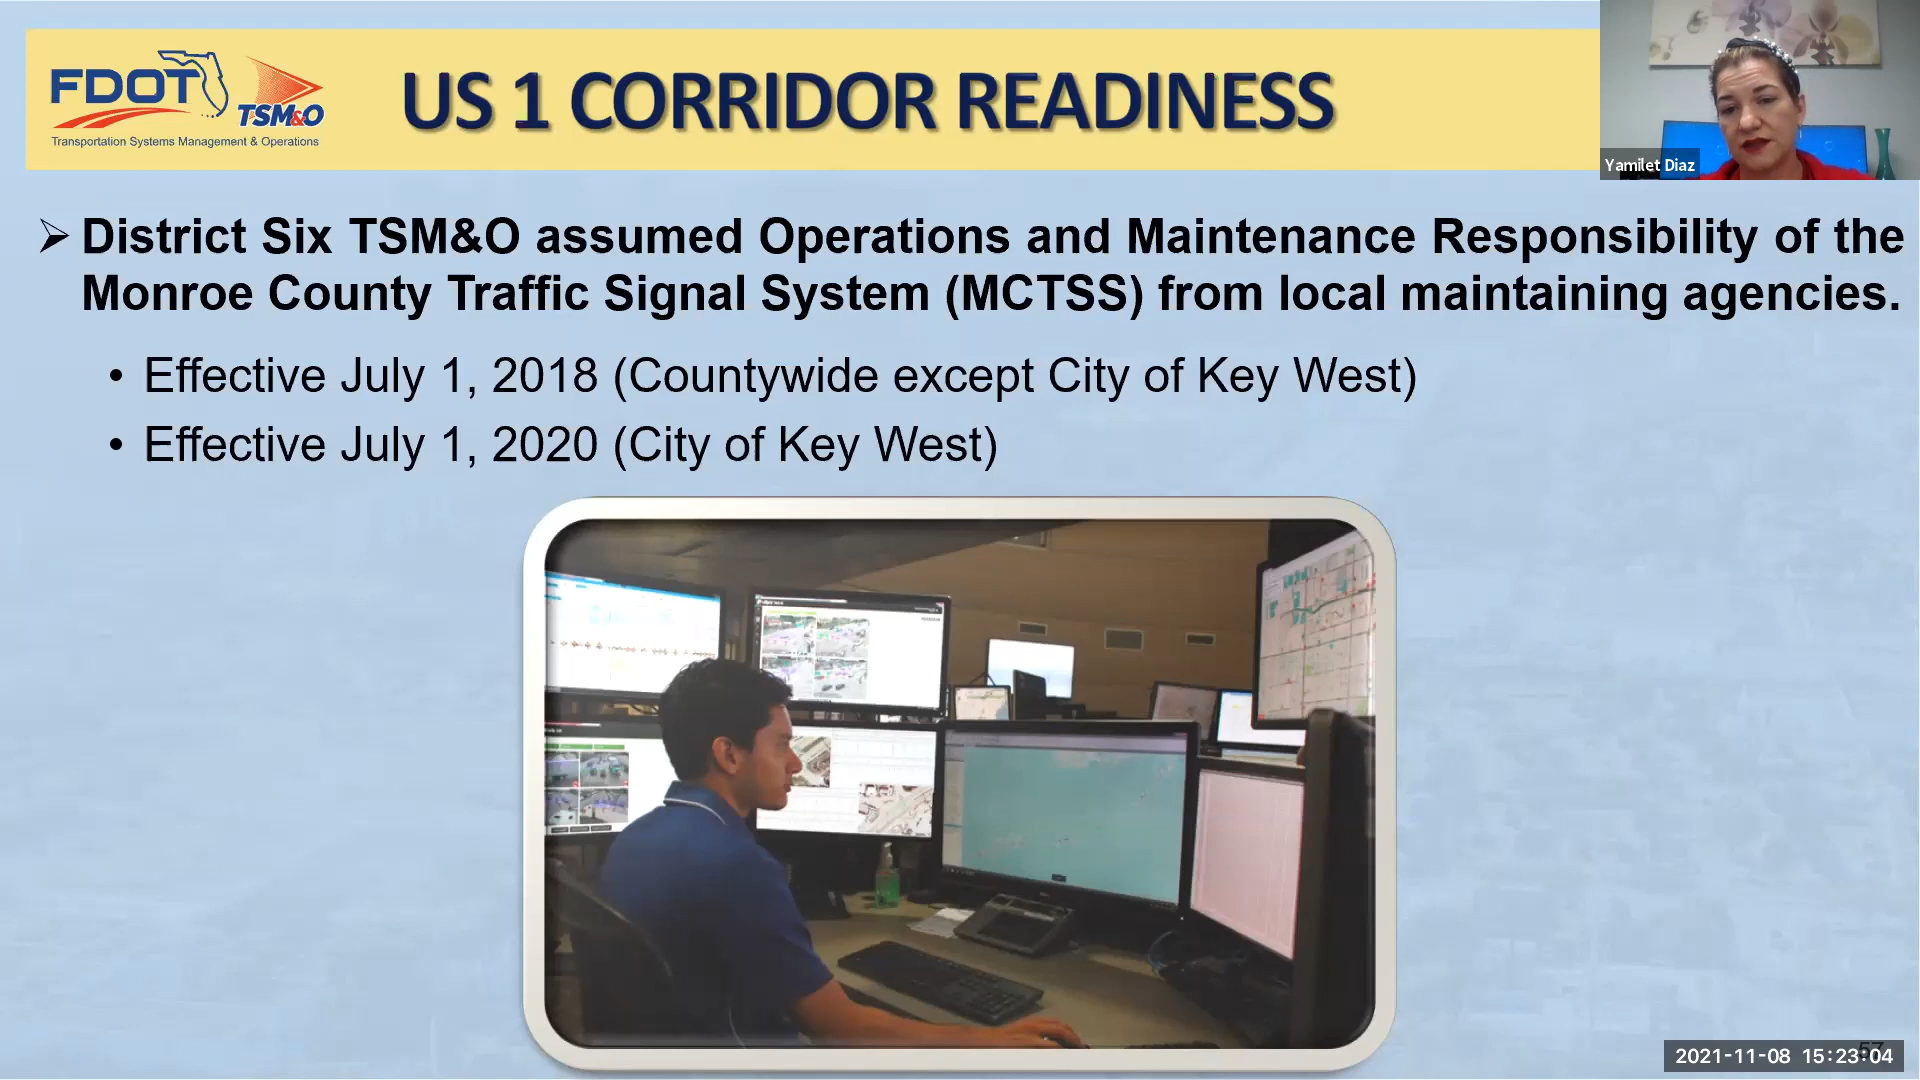 FDOT
TSM&O
Transportation Systems Management & Operations
US 1 CORRIDOR READINESS
Yamilet Diaz
➢ District Six TSM&O assumed Operations and Maintenance Responsibility of the
Monroe County Traffic Signal System (MCTSS) from local maintaining agencies.
• Effective July 1, 2018 (Countywide except City of Key West)
• Effective July 1, 2020 (City of Key West)
57
2021-11-08 15:23:04